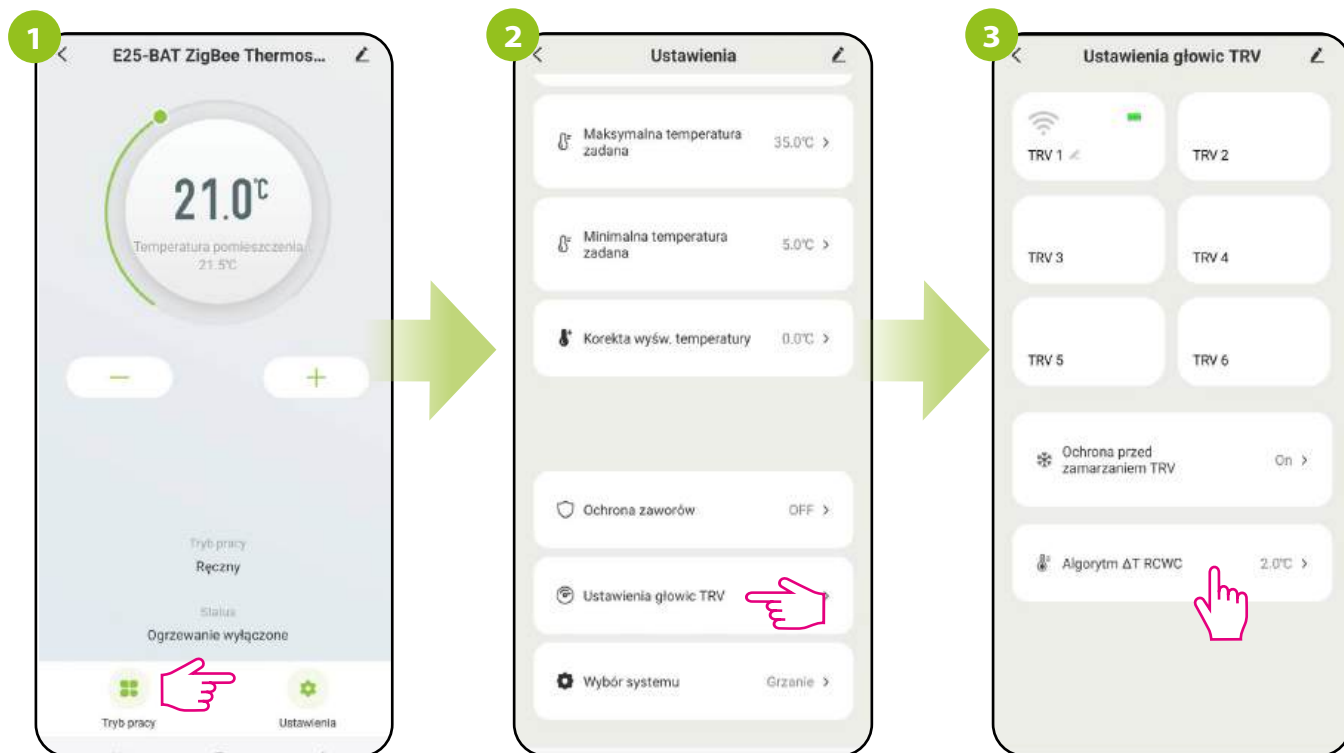 1
E25-BAT ZigBee Thermos...
21.0°C
Temperatura pomieszczenia
21.5°C
−
+
Tryb pracy
Ręczny
Status
Ogrzewanie wyłączone
Tryb pracy
Ustawienia
2
Ustawienia
Maksymalna temperatura
zadana
35.0°C
Minimalna temperatura
zadana
5.0°C
Korekta wyśw. temperatury
0.0°C
Ochrona zaworów
OFF
Ustawienia głowic TRV
Wybór systemu
Grzanie
3
Ustawienia głowic TRV
TRV 1
TRV 2
TRV 3
TRV 4
TRV 5
TRV 6
Ochrona przed
zamarzaniem TRV
On
Algorytm ΔT RCWC
2.0°C